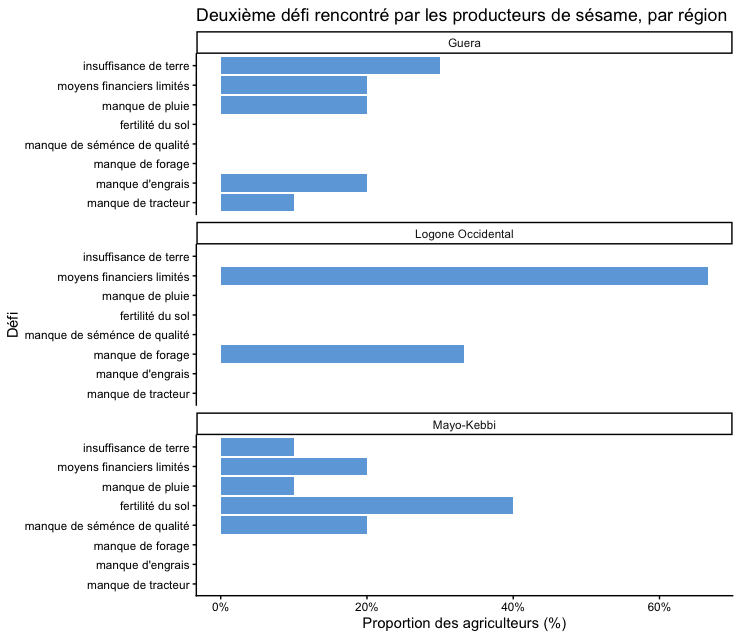 Deuxième défi rencontré par les producteurs de sésame, par région
Guera
insuffisance de terre
moyens financiers limités
manque de pluie
fertilité du sol
manque de séménce de qualité
manque de forage
manque d'engrais
manque de tracteur
Logone Occidental
insuffisance de terre
moyens financiers limités
manque de pluie
fertilité du sol
manque de séménce de qualité
manque de forage
manque d'engrais
manque de tracteur
Défi
Mayo-Kebbi
insuffisance de terre
moyens financiers limités
manque de pluie
fertilité du sol
manque de séménce de qualité
manque de forage
manque d'engrais
manque de tracteur
0% 20% 40% 60%
Proportion des agriculteurs (%)